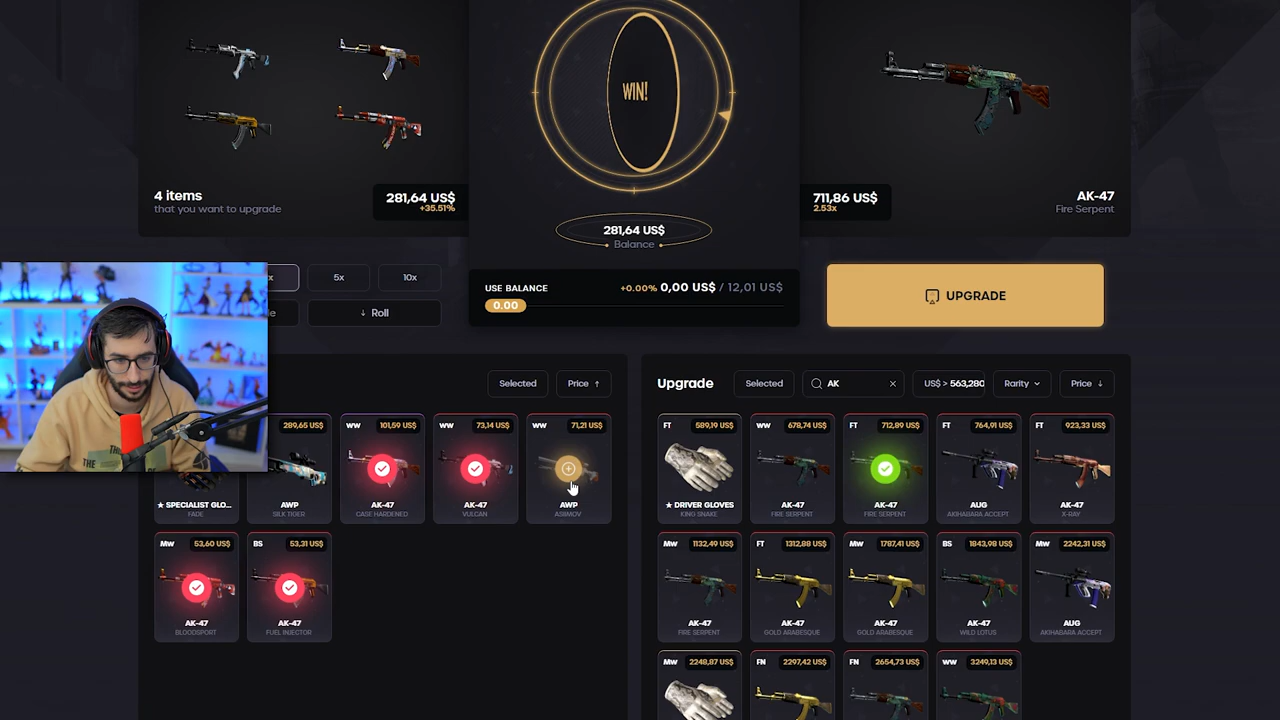 WIN!
4 items
that you want to upgrade
281,64 US$
+35.51%
281,64 US$
Balance
711,86 US$
2.53x
AK-47
Fire Serpent
5x
10x
↓ Roll
USE BALANCE
+0.00% 0,00 US$ / 12,01 US$
0.00
UPGRADE
Selected
Price ↑
289,65 US$
★ SPECIALIST GLO...
FADE
AWP
SILK TIGER
WW
101,59 US$
AK-47
CASE HARDENED
WW
73,14 US$
AK-47
VULCAN
WW
71,21 US$
AWP
ASIIMOV
Mw
53,60 US$
AK-47
BLOODSPORT
BS
53,31 US$
AK-47
FUEL INJECTOR
THE
Upgrade
Selected
AK
US$ > 563,280
Rarity
Price ↓
FT
589,19 US$
★ DRIVER GLOVES
KING SNAKE
WW
678,74 US$
AK-47
FIRE SERPENT
FT
712,89 US$
AK-47
FIRE SERPENT
FT
764,91 US$
AUG
AKIHABARA ACCEPT
FT
923,33 US$
AK-47
X-RAY
Mw
1132,49 US$
AK-47
FIRE SERPENT
FT
1312,88 US$
AK-47
GOLD ARABESQUE
Mw
1787,41 US$
AK-47
GOLD ARABESQUE
BS
1843,98 US$
AK-47
WILD LOTUS
Mw
2242,31 US$
AUG
AKIHABARA ACCEPT
Mw
2248,87 US$
FN
2297,42 US$
FN
2654,73 US$
WW
3249,13 US$